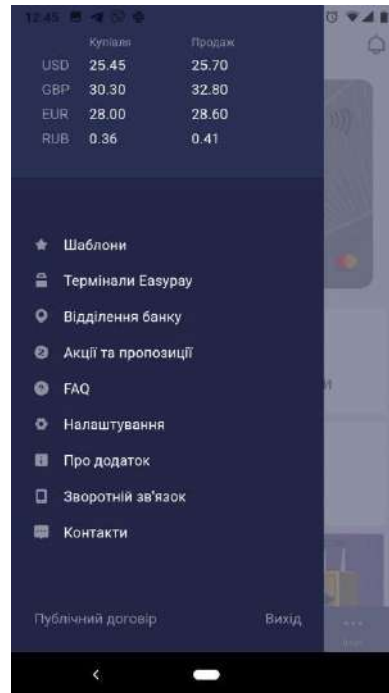 12:45
Купівля Продаж
USD 25.45 25.70
GBP 30.30 32.80
EUR 28.00 28.60
RUB 0.36 0.41
Шаблони
Термінали Easypay
Відділення банку
Акції та пропозиції
FAQ
Налаштування
Про додаток
Зворотній зв'язок
Контакти
Публічний договір Вихід